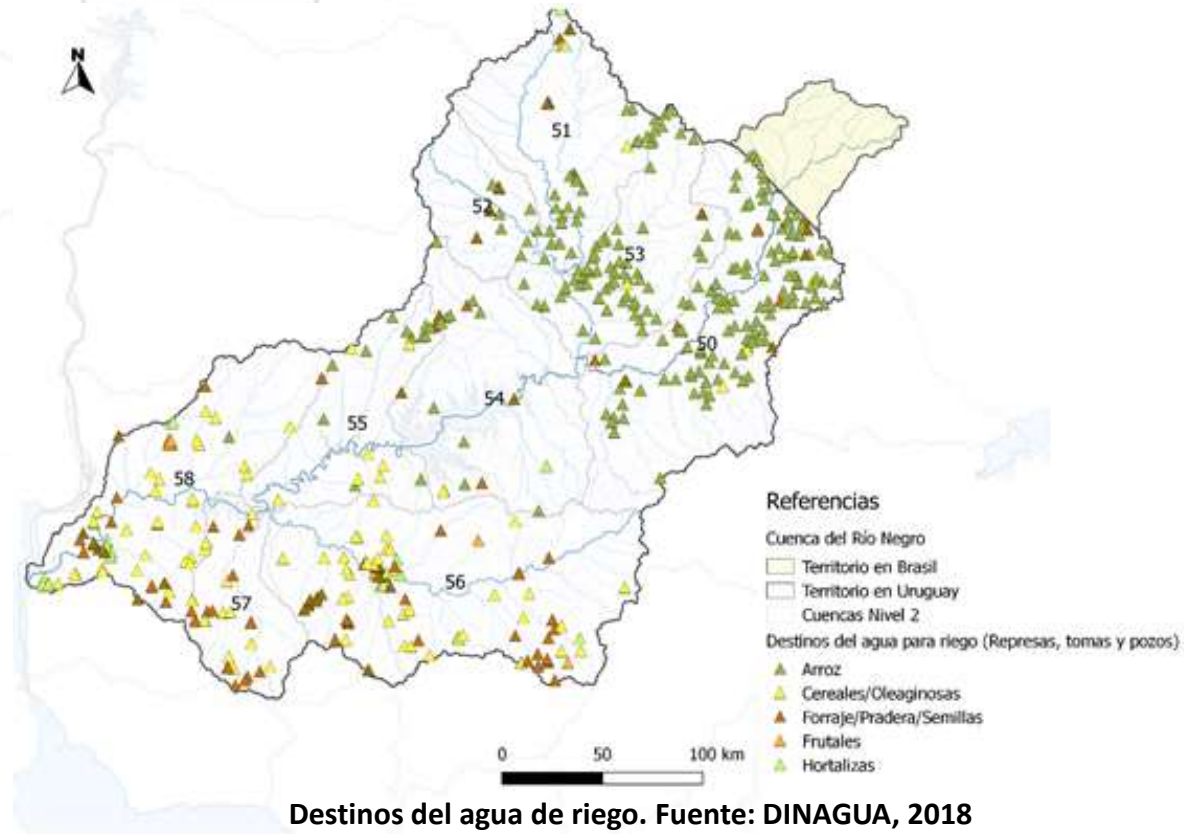 N
51
52
53
50
54
55
58
56
57
Referencias
Cuenca del Río Negro
Territorio en Brasil
Territorio en Uruguay
Cuencas Nivel 2
Destinos del agua para riego (Represas, tomas y pozos)
Arroz
Cereales/Oleaginosas
Forraje/Pradera/Semillas
Frutales
Hortalizas
0 50 100 km
Destinos del agua de riego. Fuente: DINAGUA, 2018